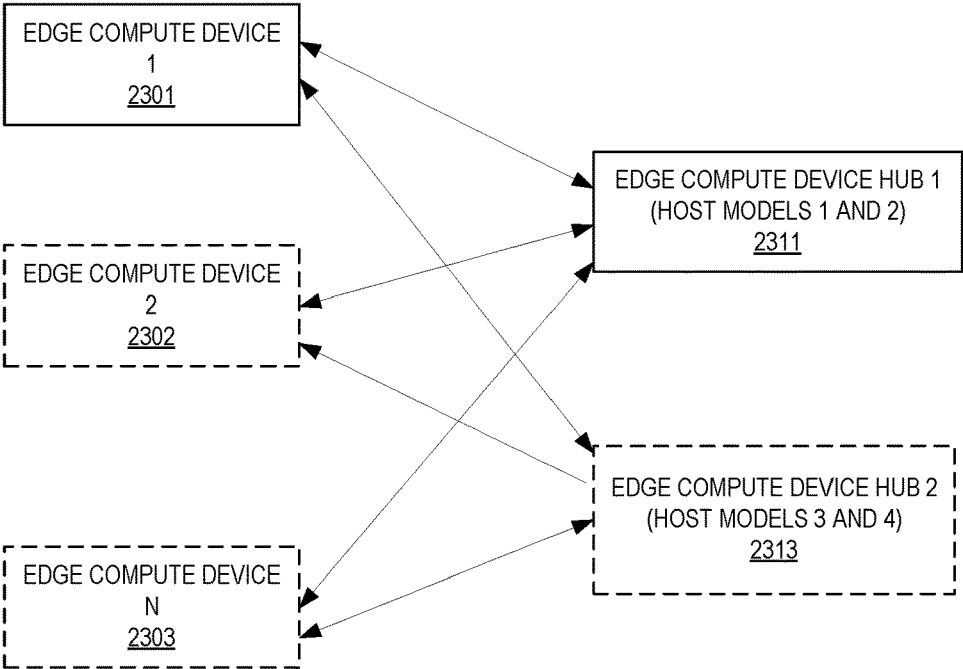 EDGE COMPUTE DEVICE
1
2301
EDGE COMPUTE DEVICE HUB 1
(HOST MODELS 1 AND 2)
2311
EDGE COMPUTE DEVICE
2
2302
EDGE COMPUTE DEVICE HUB 2
(HOST MODELS 3 AND 4)
2313
EDGE COMPUTE DEVICE
N
2303